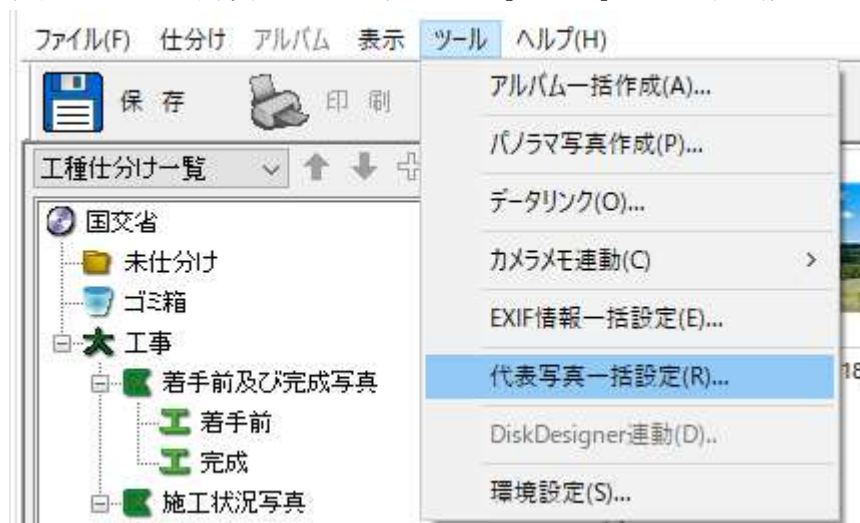 ファイル(F) 仕分け アルバム 表示 ツール ヘルプ(H)
保存 印刷
工種仕分け一覧
国交省
未仕分け
ゴミ箱
工事
着手前及び完成写真
着手前
完成
施工状況写真
アルバム一括作成(A)...
パノラマ写真作成(P)...
データリンク(O)...
カメラメモ連動(C)
EXIF情報一括設定(E)...
代表写真一括設定(R)...
DiskDesigner連動(D)..
環境設定(S)...
18